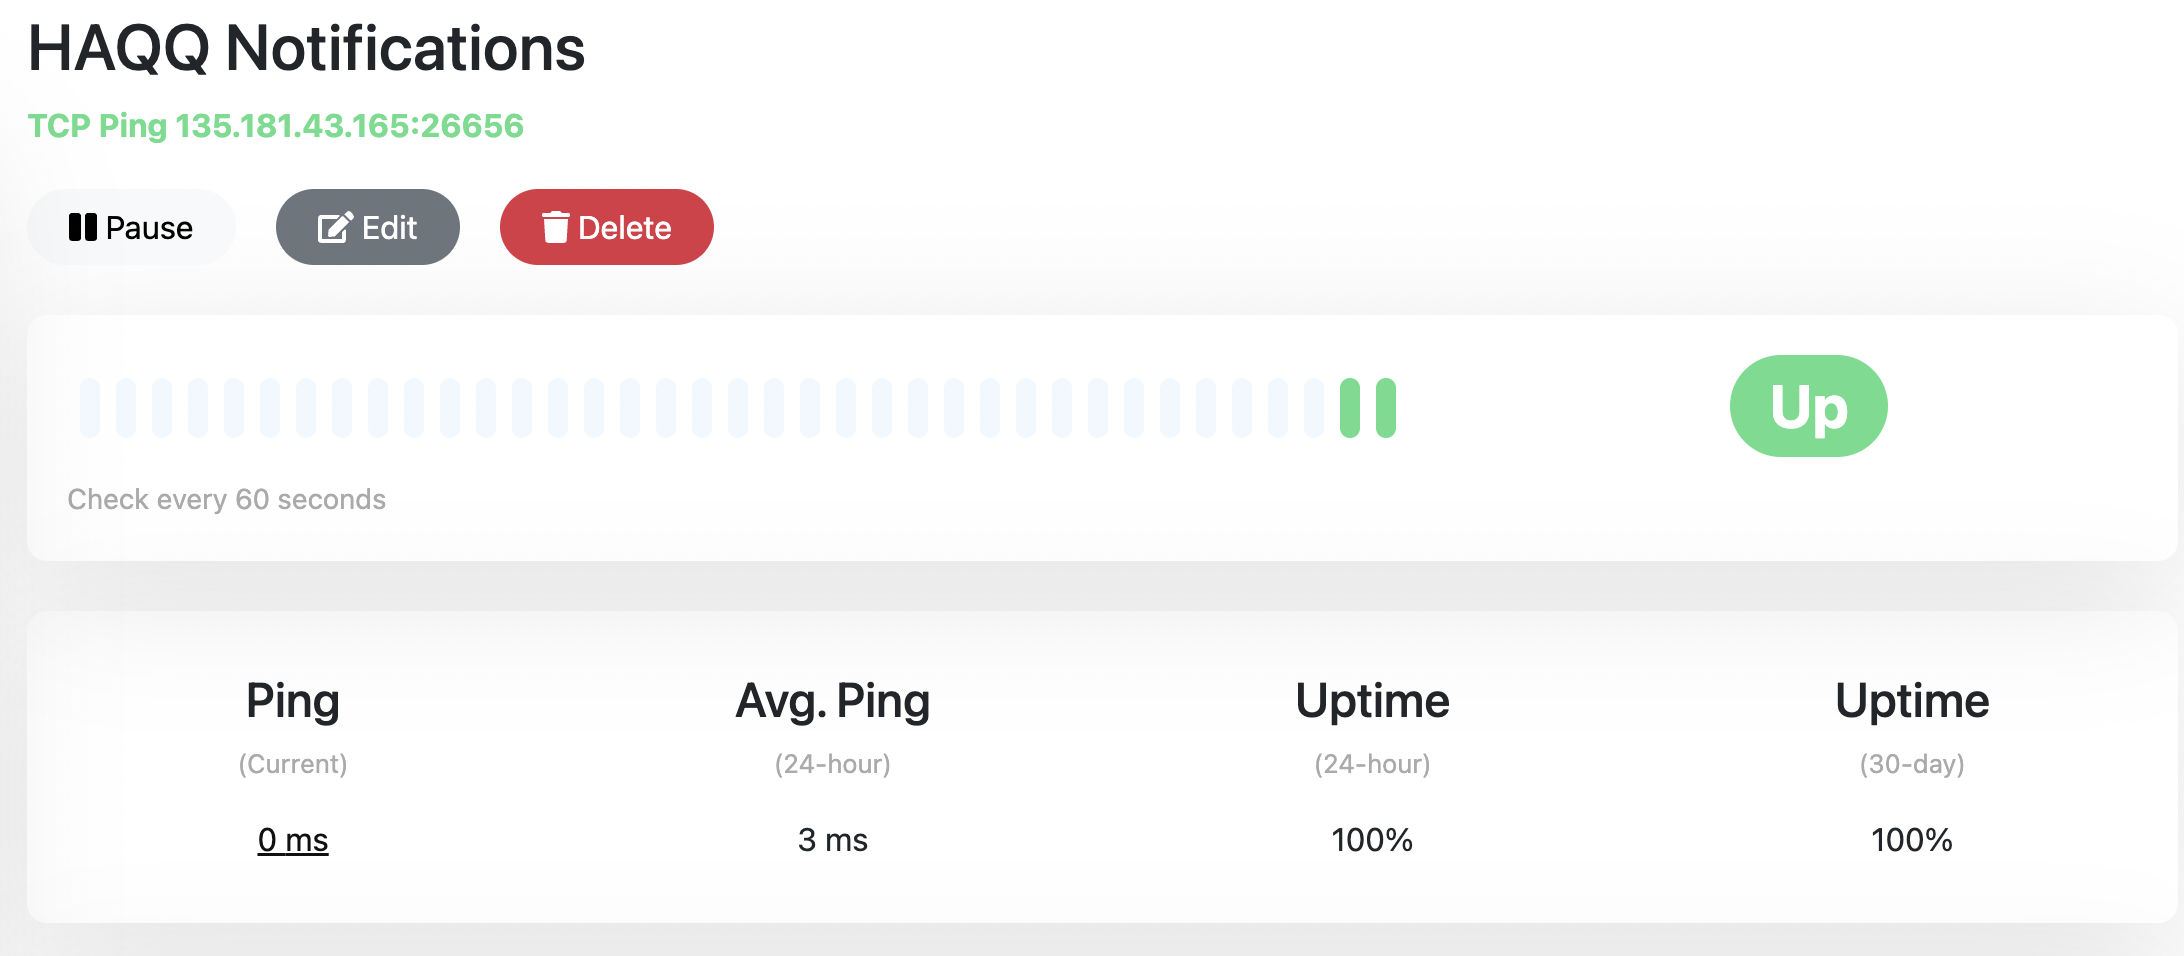 HAQQ Notifications
TCP Ping 135.181.43.165:26656
Pause Edit Delete
Up
Check every 60 seconds
Ping Avg. Ping Uptime Uptime
(Current) (24-hour) (24-hour) (30-day)
0 ms 3 ms 100% 100%